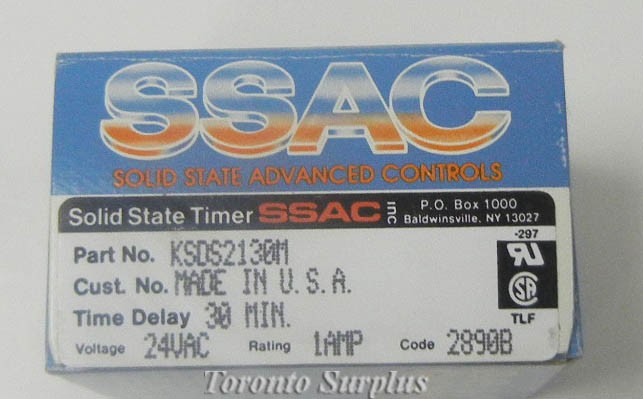 SSAC
SOLID STATE ADVANCED CONTROLS
Solid State Timer SSAC inc P.O. Box 1000
Baldwinsville, NY 13027
-297
Part No. KSDS2130M
Cust. No. MADE IN U.S.A.
Time Delay 30 MIN.
TLF
Voltage 24VAC Rating 1AMP Code 2890B
Toronto Surplus